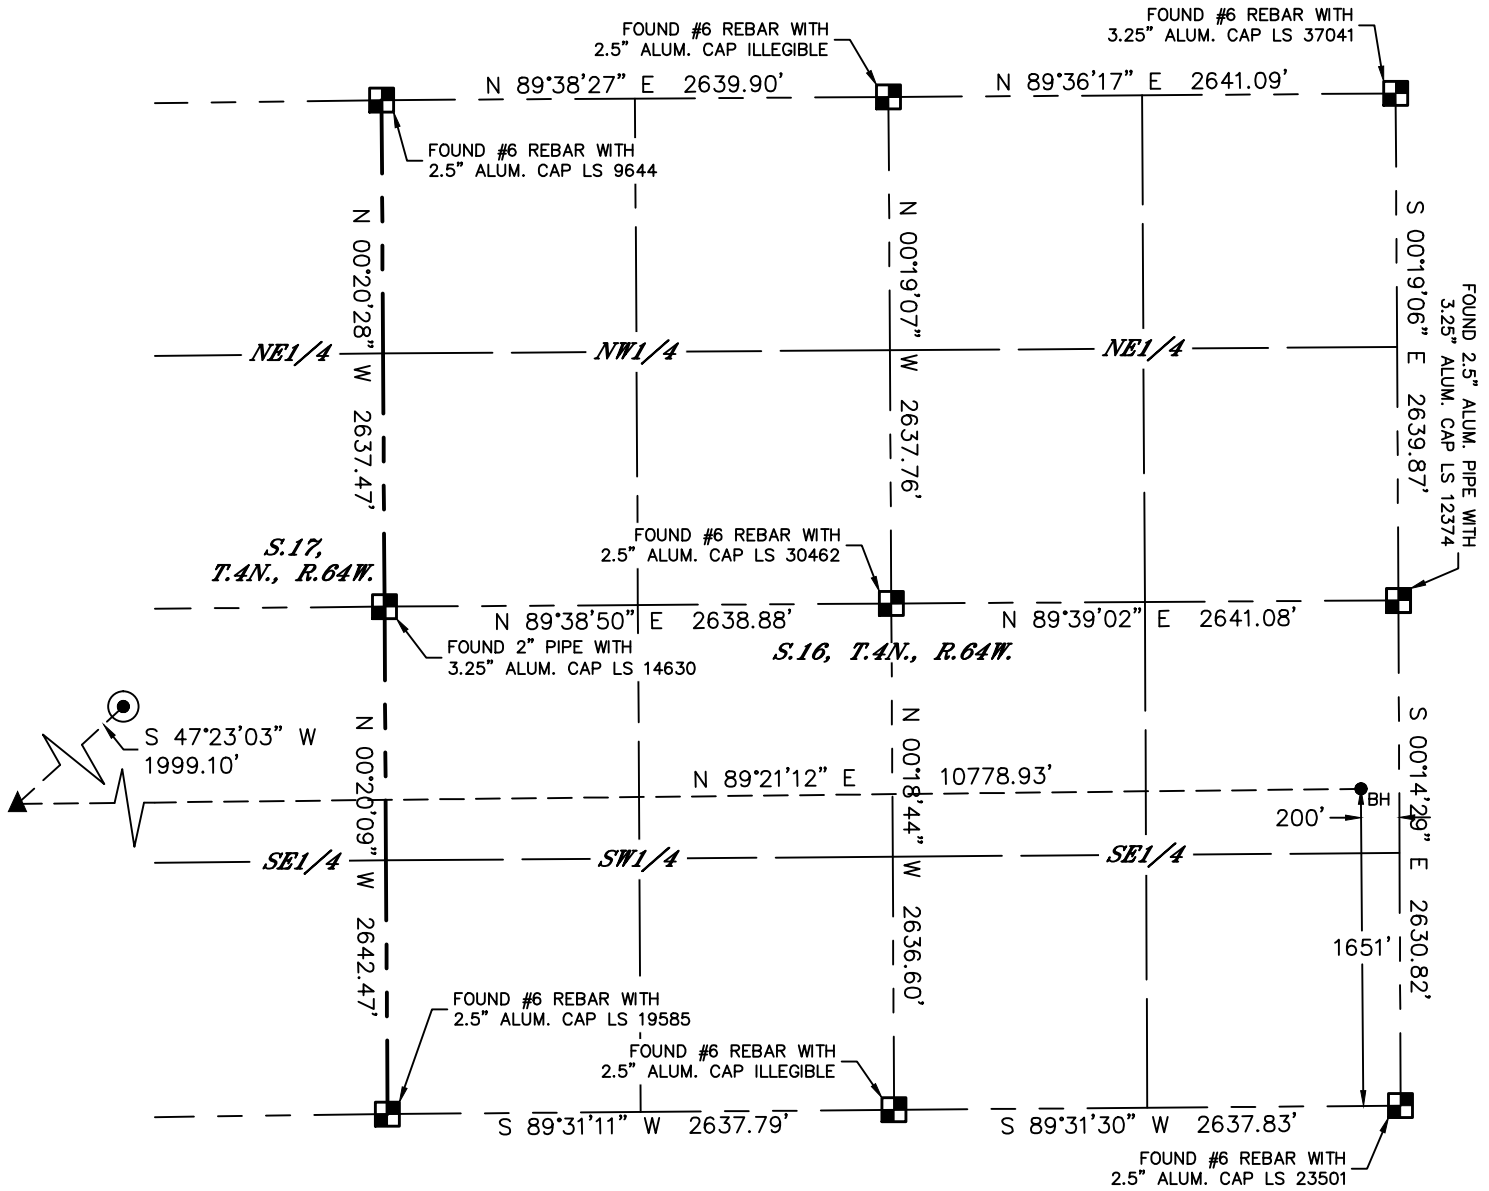 FOUND #6 REBAR WITH
2.5" ALUM. CAP ILLEGIBLE
FOUND #6 REBAR WITH
3.25" ALUM. CAP LS 37041
N 89°38'27" E 2639.90'
N 89°36'17" E 2641.09'
FOUND #6 REBAR WITH
2.5" ALUM. CAP LS 9644
N 00°20'28" W 2637.47'
N 00°19'07" W 2637.76'
S 00°19'06" E 2639.87'
FOUND 2.5" ALUM. PIPE WITH
3.25" ALUM. CAP LS 12374
NE1/4
NW1/4
NE1/4
S.17,
T.4N., R.64W.
FOUND #6 REBAR WITH
2.5" ALUM. CAP LS 30462
N 89°38'50" E 2638.88'
N 89°39'02" E 2641.08'
FOUND 2" PIPE WITH
3.25" ALUM. CAP LS 14630
S.16, T.4N., R.64W.
S 47°23'03" W
1999.10'
N 00°20'09" W 2642.47'
N 00°18'44" W 2636.60'
S 00°14'29" E 2630.82'
N 89°21'12" E 10778.93'
BH
200'
SE1/4
SW1/4
SE1/4
1651'
FOUND #6 REBAR WITH
2.5" ALUM. CAP LS 19585
FOUND #6 REBAR WITH
2.5" ALUM. CAP ILLEGIBLE
S 89°31'11" W 2637.79'
S 89°31'30" W 2637.83'
FOUND #6 REBAR WITH
2.5" ALUM. CAP LS 23501